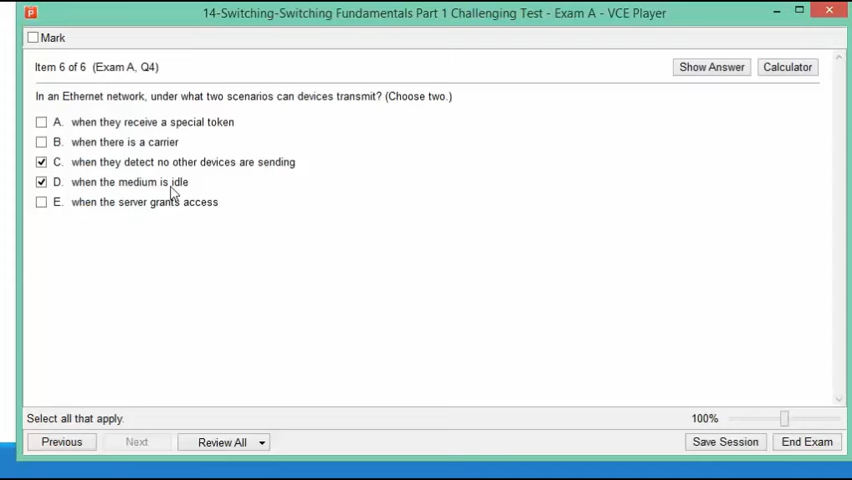 14-Switching-Switching Fundamentals Part 1 Challenging Test - Exam A - VCE Player
Mark
Item 6 of 6 (Exam A, Q4)
Show Answer
Calculator
In an Ethernet network, under what two scenarios can devices transmit? (Choose two.)
A. when they receive a special token
B. when there is a carrier
C. when they detect no other devices are sending
D. when the medium is idle
E. when the server grants access
Select all that apply.
100%
Previous
Next
Review All
Save Session
End Exam